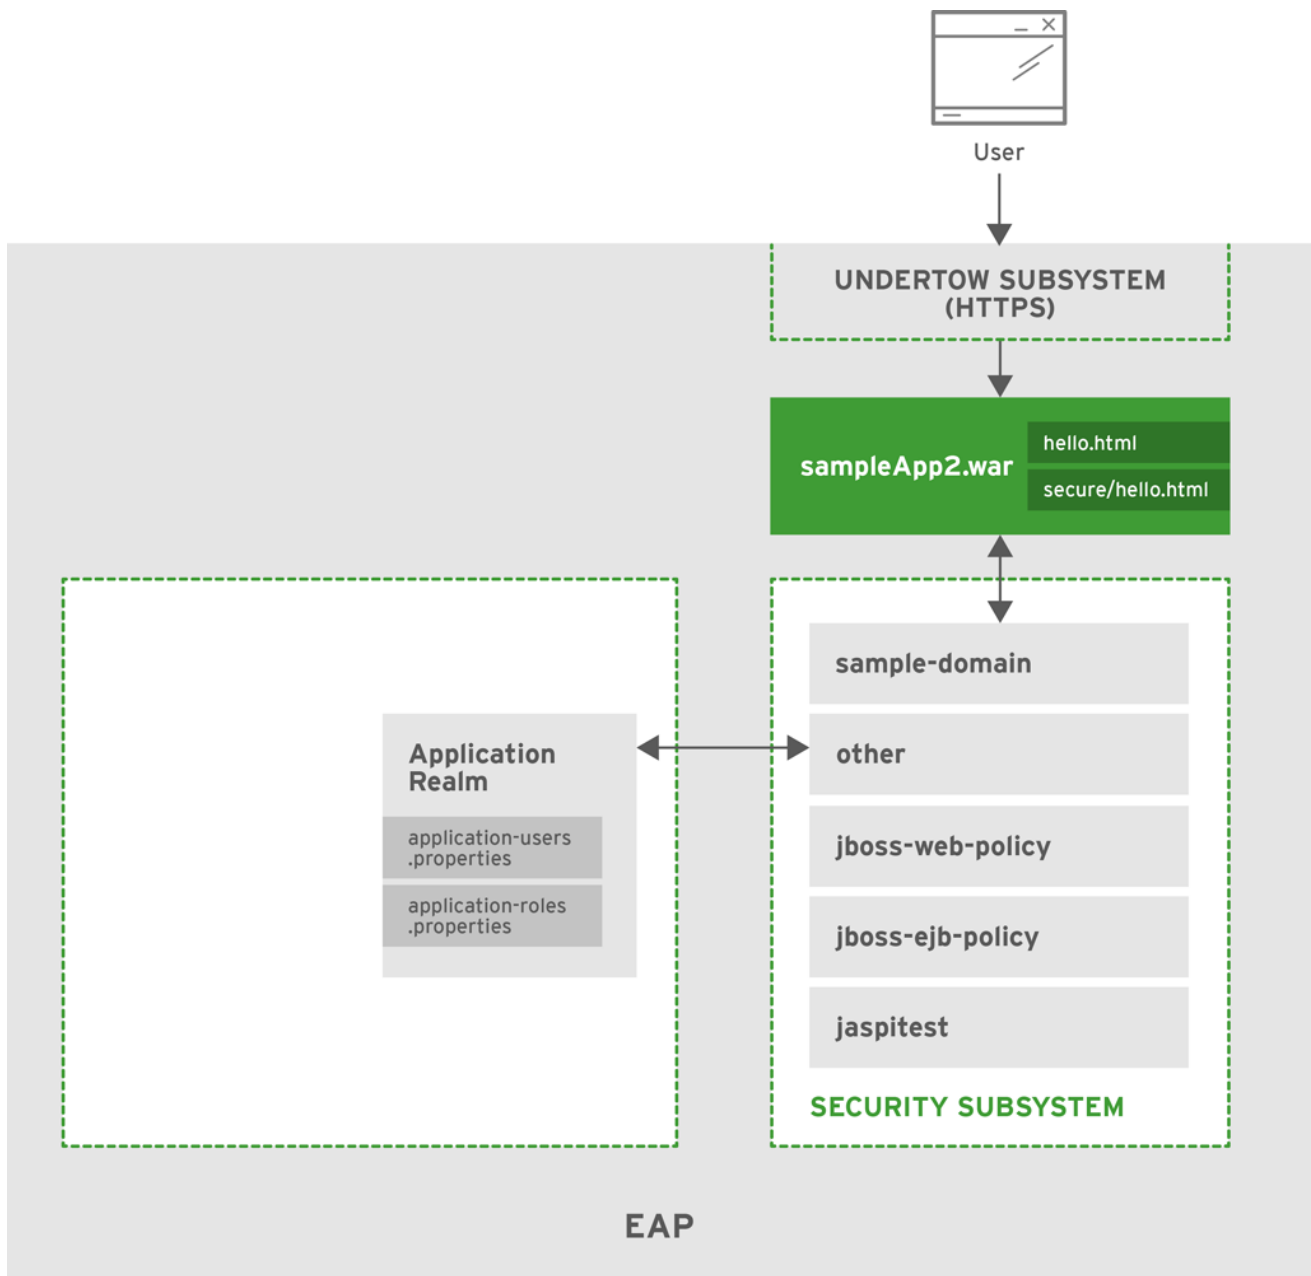 User
UNDERTOW SUBSYSTEM
(HTTPS)
sampleApp2.war
hello.html
secure/hello.html
Application
Realm
application-users
.properties
application-roles
.properties
sample-domain
other
jboss-web-policy
jboss-ejb-policy
jaspitest
SECURITY SUBSYSTEM
EAP